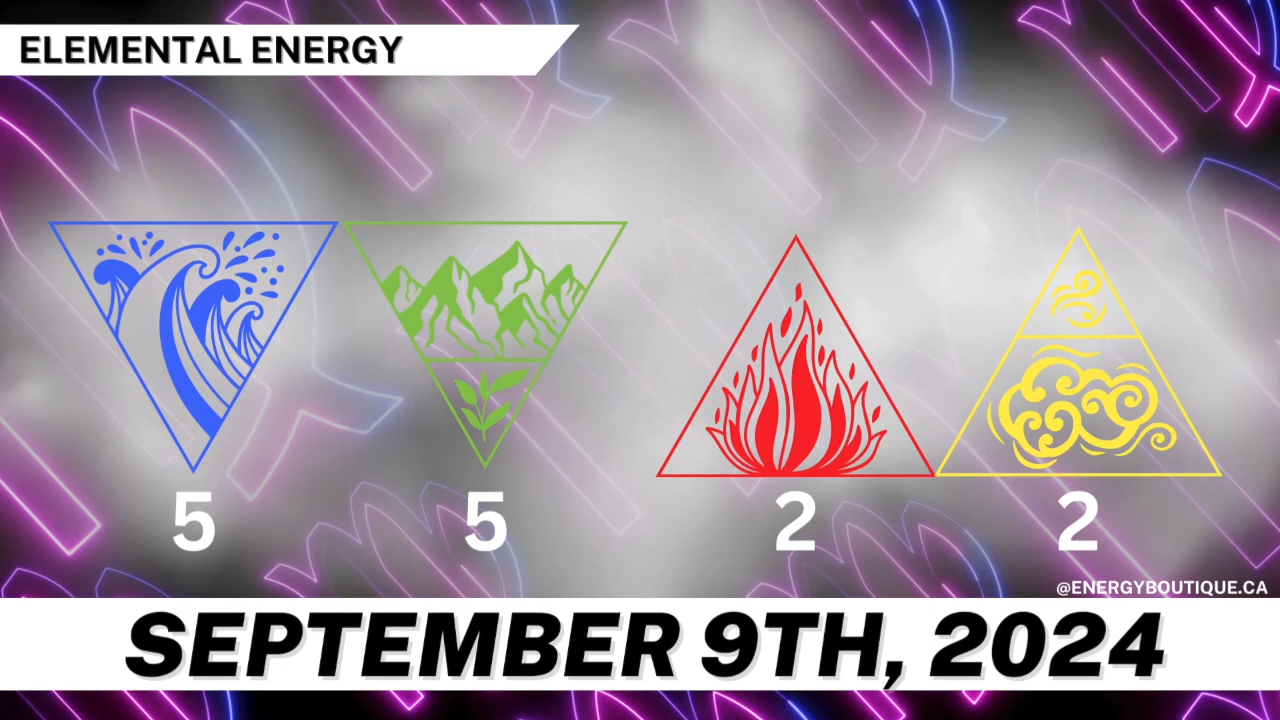 ELEMENTAL ENERGY
5 5 2 2
@ENERGYBOUTIQUE.CA
SEPTEMBER 9TH, 2024